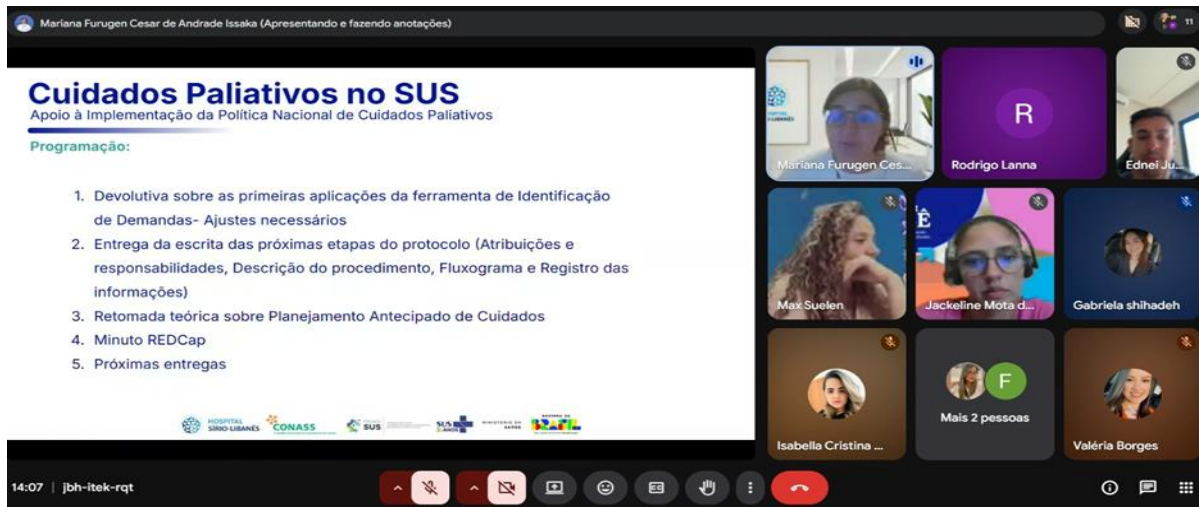 Mariana Furugen Cesar de Andrade Issaka (Apresentando e fazendo anotações)
11
Cuidados Paliativos no SUS
Apoio à Implementação da Política Nacional de Cuidados Paliativos
Programação:
1. Devolutiva sobre as primeiras aplicações da ferramenta de Identificação
de Demandas- Ajustes necessários
2. Entrega da escrita das próximas etapas do protocolo (Atribuições e
responsabilidades, Descrição do procedimento, Fluxograma e Registro das
informações)
3. Retomada teórica sobre Planejamento Antecipado de Cuidados
4. Minuto REDCap
5. Próximas entregas
HOSPITAL
SÍRIO-LIBANÊS
CONASS
SUS
SUS
MINISTÉRIO DA
SAÚDE
BRASIL
Mariana Furugen Ces...
R
Rodrigo Lanna
Ednei Ju...
Max Suelen
Ê
Jackeline Mota d...
Gabriela shihadeh
Isabella Cristina ...
F
Mais 2 pessoas
Valéria Borges
14:07 | jbh-itek-rqt